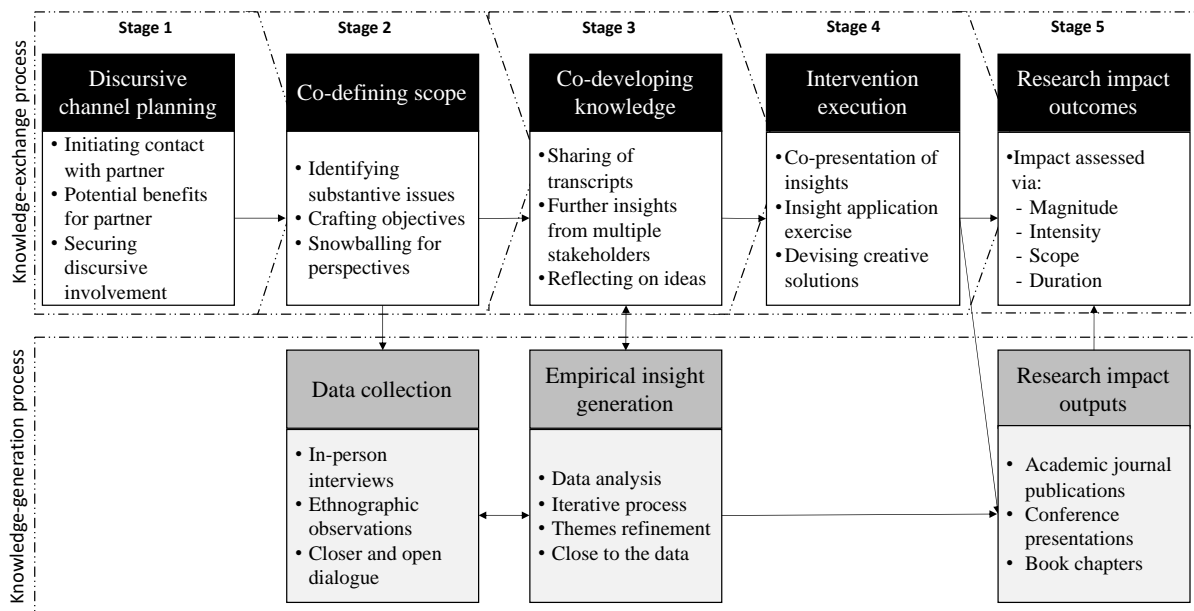 Knowledge-exchange process
Stage 1
Discursive
channel planning
• Initiating contact
with partner
• Potential benefits
for partner
• Securing
discursive
involvement
Stage 2
Co-defining scope
• Identifying
substantive issues
• Crafting objectives
• Snowballing for
perspectives
Stage 3
Co-developing
knowledge
•Sharing of
transcripts
•Further insights
from multiple
stakeholders
•Reflecting on ideas
Stage 4
Intervention
execution
•Co-presentation of
insights
•Insight application
exercise
•Devising creative
solutions
Stage 5
Research impact
outcomes
•Impact assessed
via:
- Magnitude
- Intensity
- Scope
- Duration
Knowledge-generation process
Data collection
• In-person
interviews
• Ethnographic
observations
• Closer and open
dialogue
Empirical insight
generation
• Data analysis
• Iterative process
• Themes refinement
• Close to the data
Research impact
outputs
• Academic journal
publications
• Conference
presentations
• Book chapters